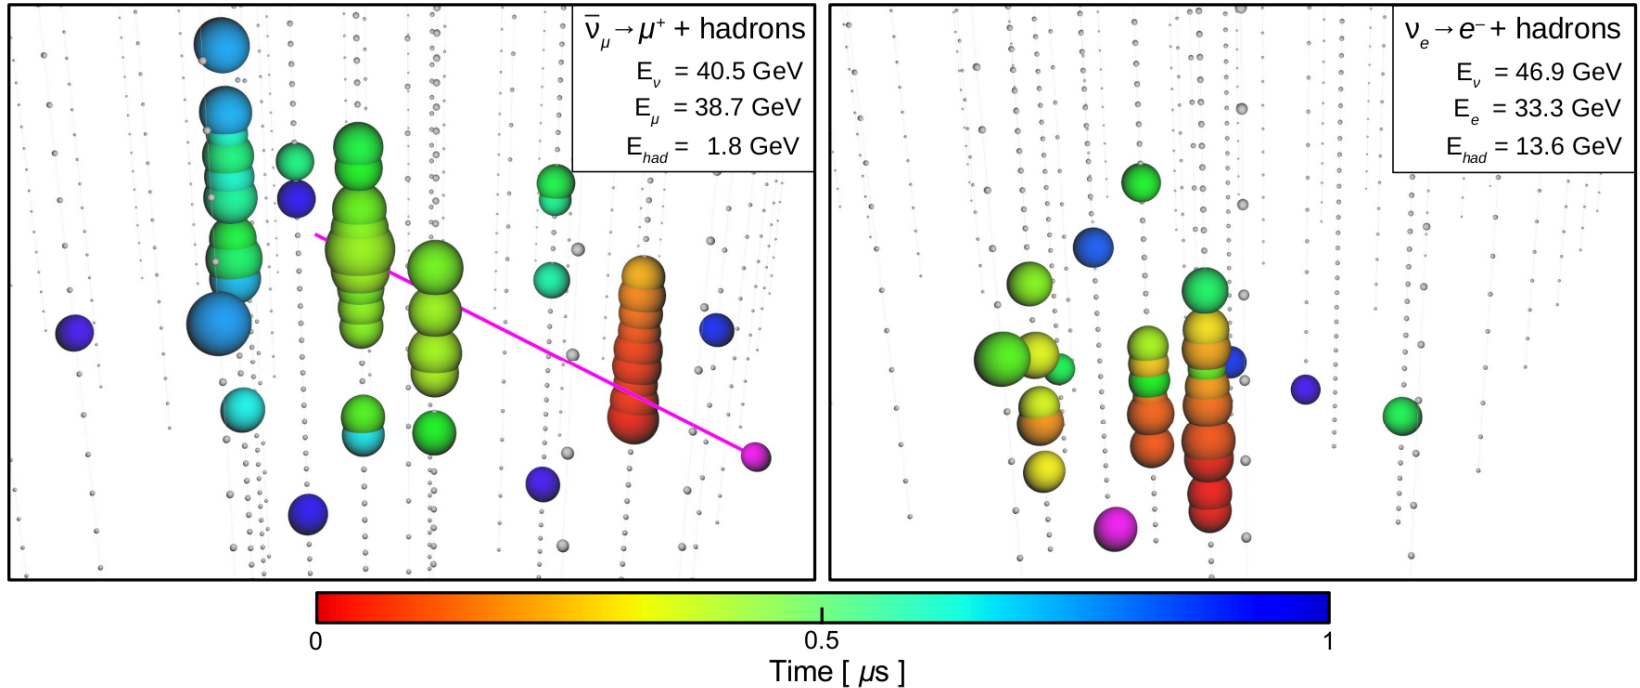 ν̅μ → μ⁺ + hadrons
Eν = 40.5 GeV
Eμ = 38.7 GeV
Ehad = 1.8 GeV
νe → e⁻ + hadrons
Eν = 46.9 GeV
Ee = 33.3 GeV
Ehad = 13.6 GeV
0 0.5 1
Time [ μs ]